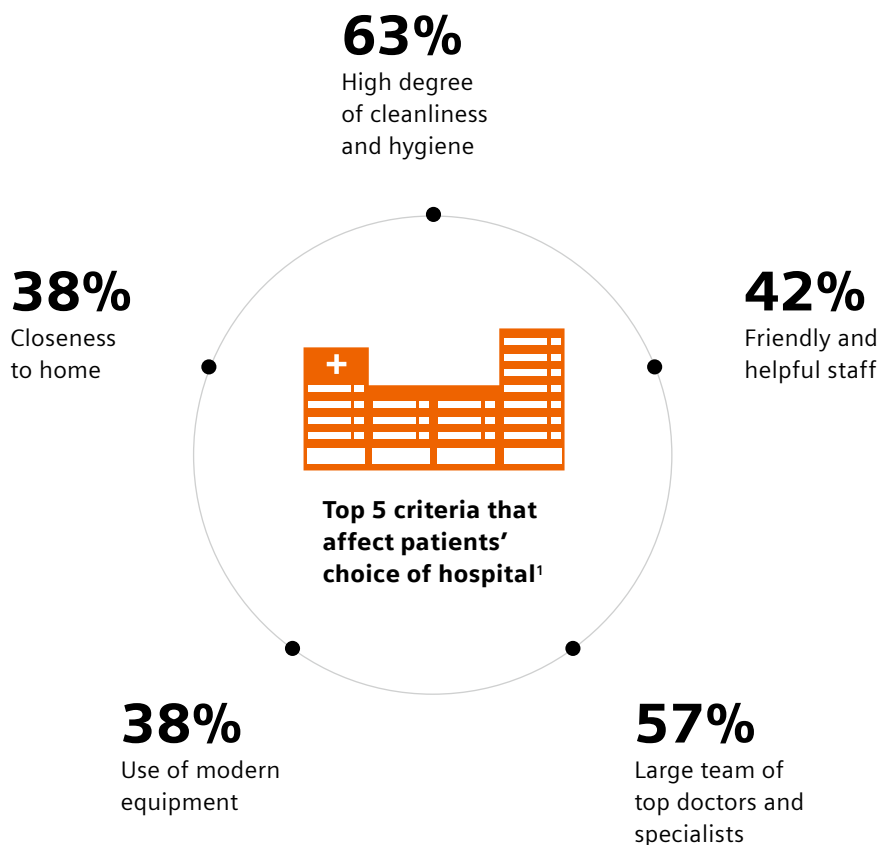 63%
High degree
of cleanliness
and hygiene
38%
Closeness
to home
42%
Friendly and
helpful staff
Top 5 criteria that
affect patients’
choice of hospital¹
38%
Use of modern
equipment
57%
Large team of
top doctors and
specialists